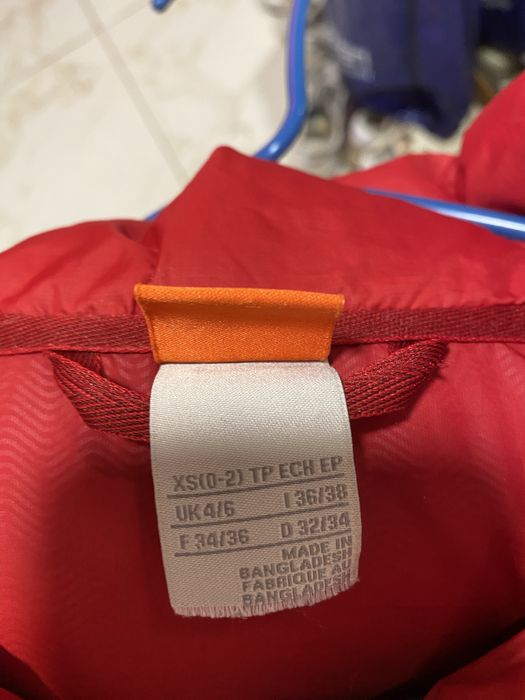 XS(0-2) TP ECH EP
UK 4/6 I 36/38
F 34/36 D 32/34
MADE IN
BANGLADESH
FABRIQUE AU
BANGLADESH